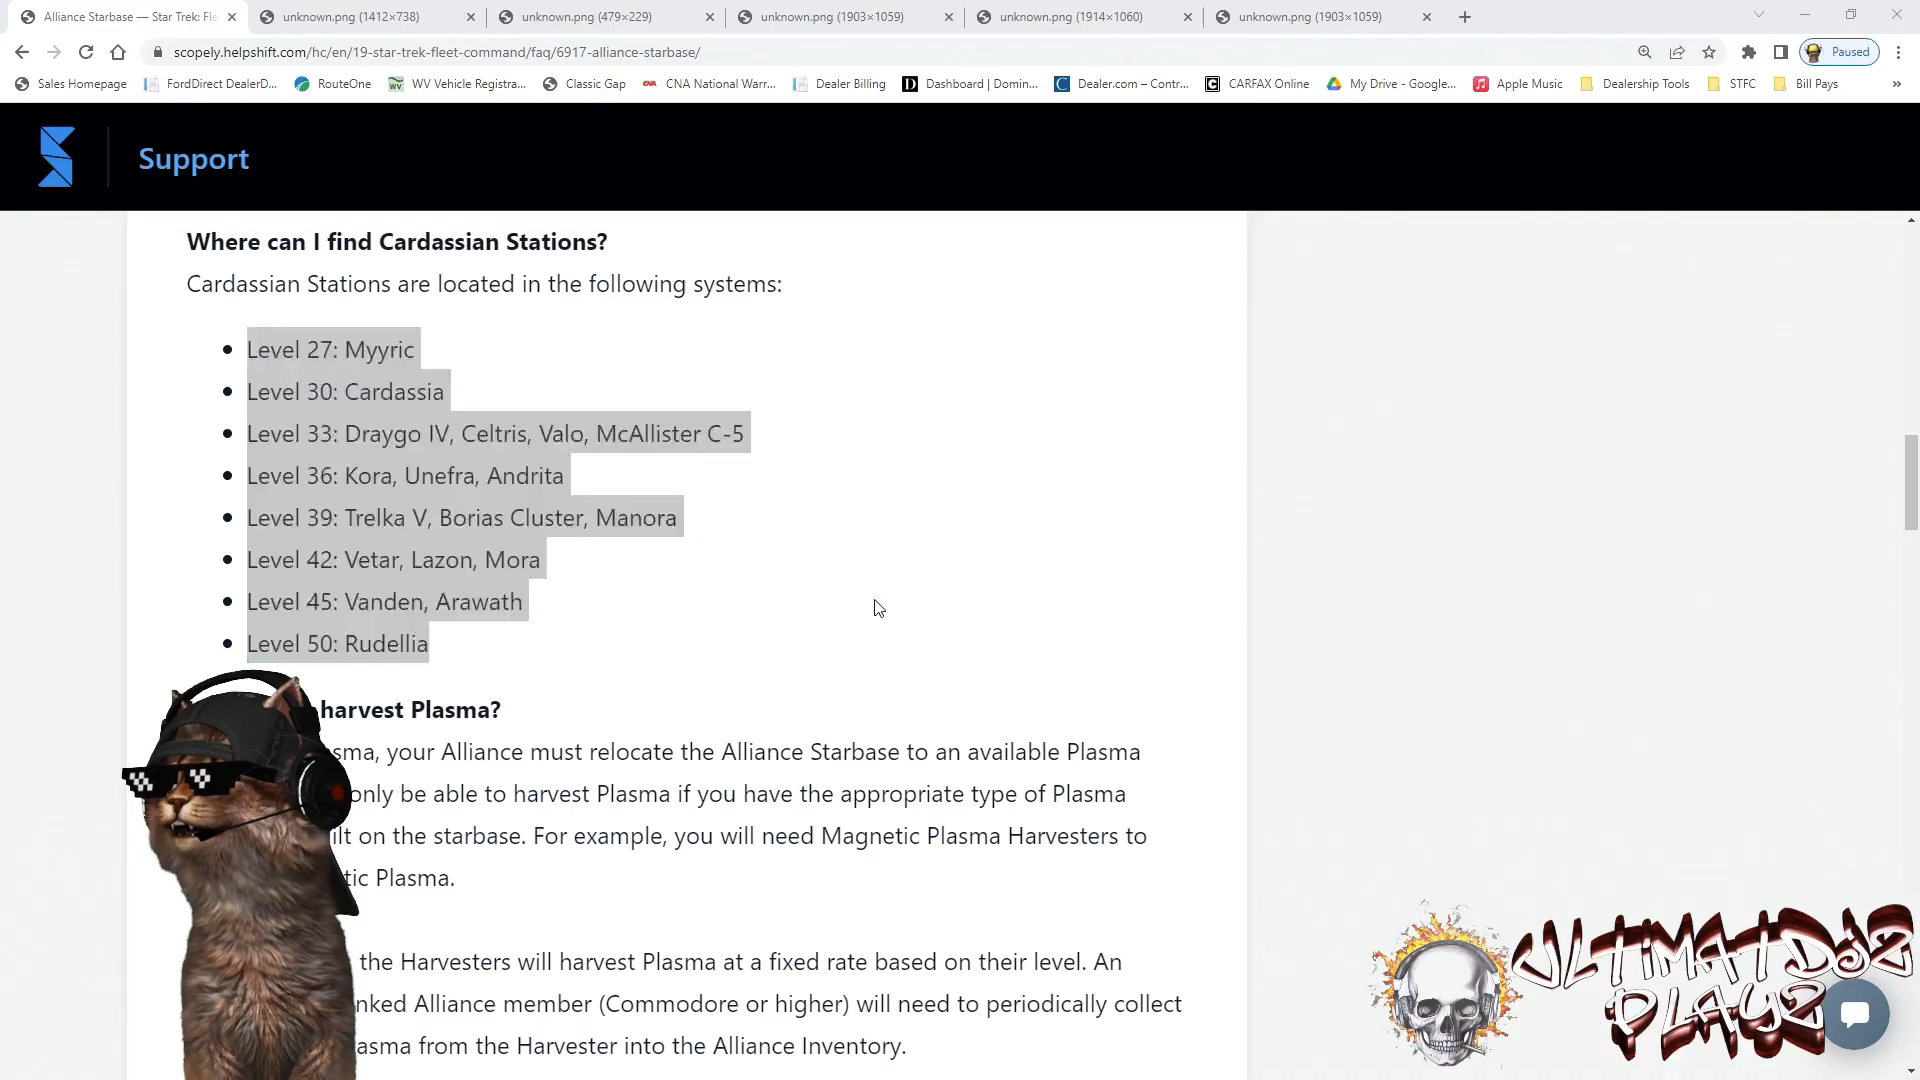 Alliance Starbase — Star Trek: Fle
unknown.png (1412×738)
unknown.png (479×229)
unknown.png (1903×1059)
unknown.png (1914×1060)
unknown.png (1903×1059)
scopely.helpshift.com/hc/en/19-star-trek-fleet-command/faq/6917-alliance-starbase/
Paused
Sales Homepage
FordDirect DealerD...
RouteOne
WV Vehicle Registra...
Classic Gap
CNA National Warr...
Dealer Billing
Dashboard | Domin...
Dealer.com – Contr...
CARFAX Online
My Drive - Google...
Apple Music
Dealership Tools
STFC
Bill Pays
Support
Where can I find Cardassian Stations?
Cardassian Stations are located in the following systems:
Level 27: Myyric
Level 30: Cardassia
Level 33: Draygo IV, Celtris, Valo, McAllister C-5
Level 36: Kora, Unefra, Andrita
Level 39: Trelka V, Borias Cluster, Manora
Level 42: Vetar, Lazon, Mora
Level 45: Vanden, Arawath
Level 50: Rudellia
harvest Plasma?
sma, your Alliance must relocate the Alliance Starbase to an available Plasma
only be able to harvest Plasma if you have the appropriate type of Plasma
ilt on the starbase. For example, you will need Magnetic Plasma Harvesters to
tic Plasma.
the Harvesters will harvest Plasma at a fixed rate based on their level. An
nked Alliance member (Commodore or higher) will need to periodically collect
asma from the Harvester into the Alliance Inventory.
ULTIMATDJZ
PLAYZ